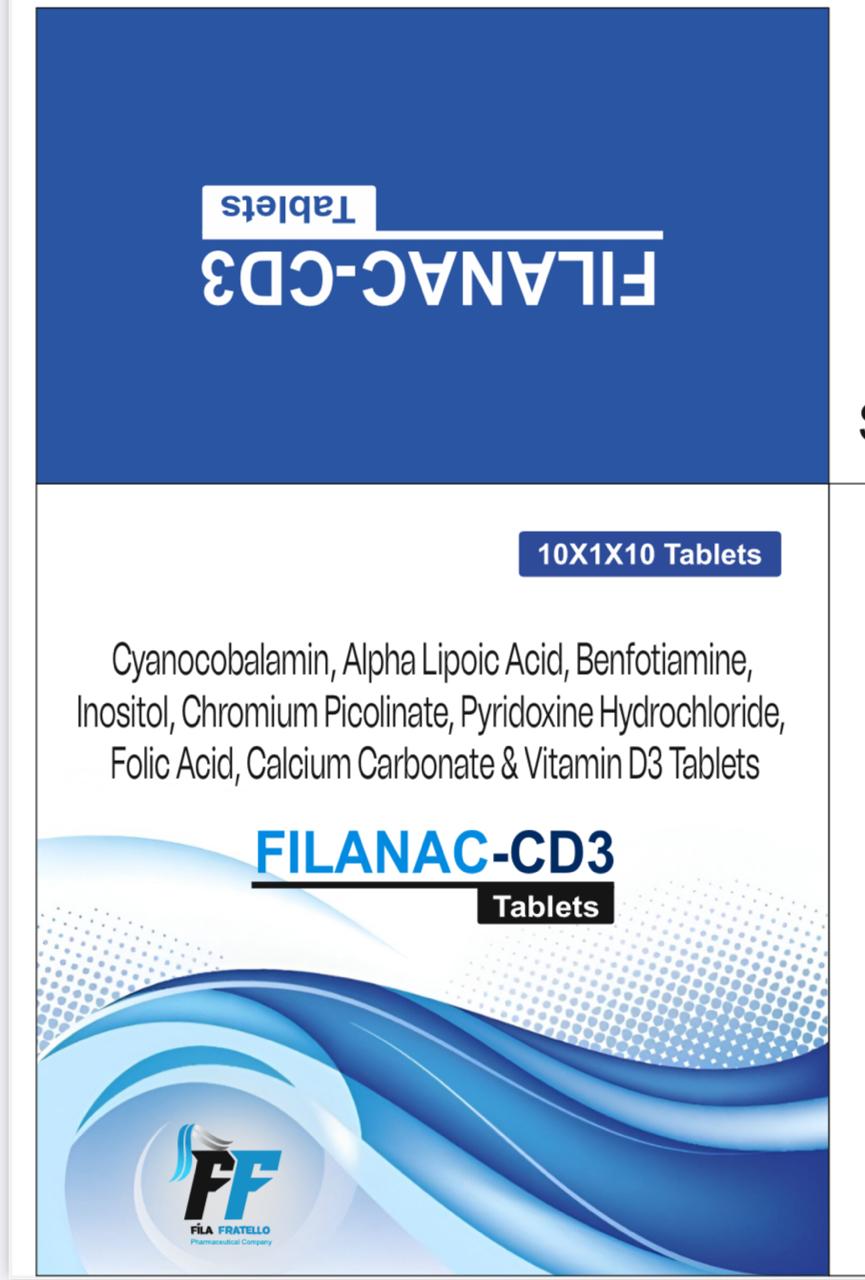 FILANAC-CD3
Tablets
10X1X10 Tablets
Cyanocobalamin, Alpha Lipoic Acid, Benfotiamine,
Inositol, Chromium Picolinate, Pyridoxine Hydrochloride,
Folic Acid, Calcium Carbonate & Vitamin D3 Tablets
FILANAC-CD3
Tablets
FF
FILA FRATELLO
Pharmaceutical Company